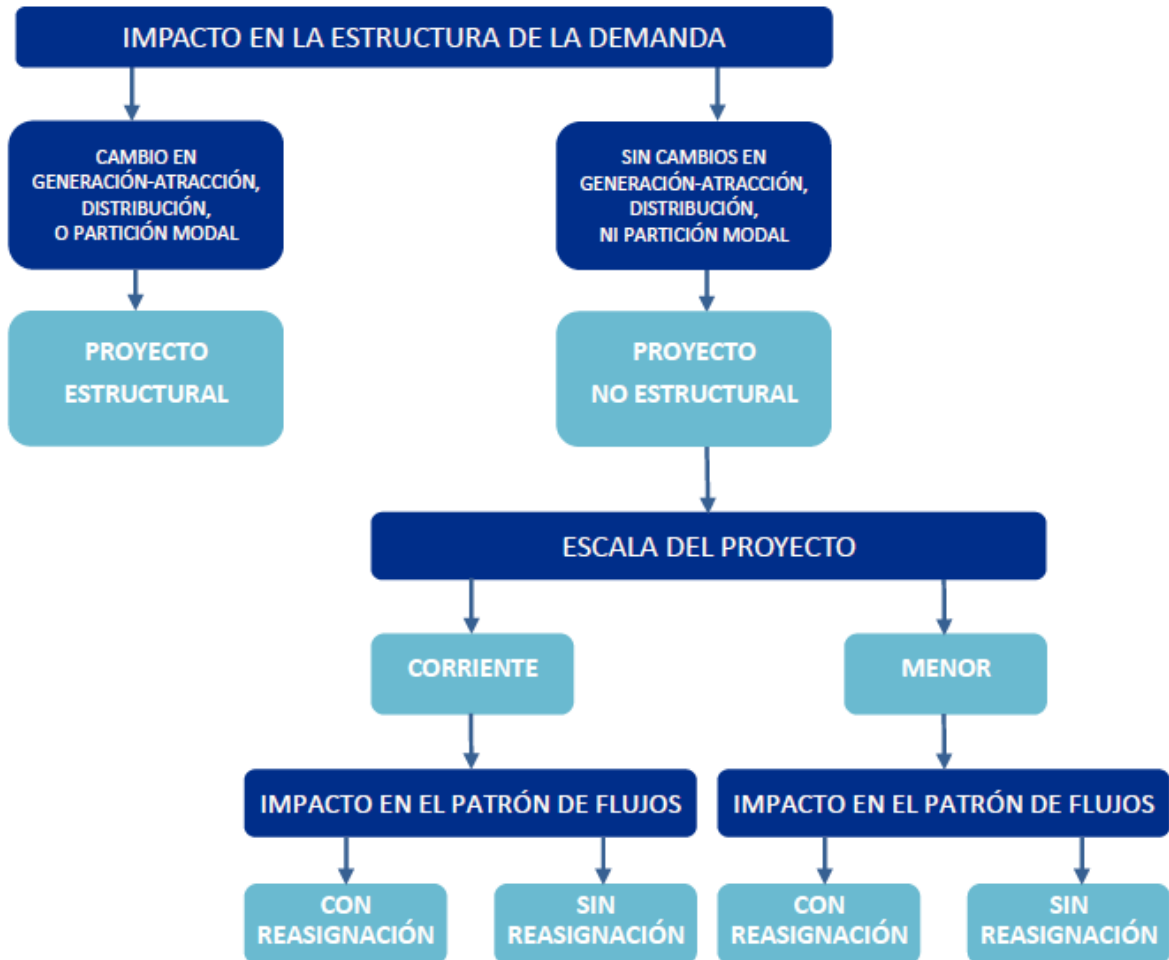 IMPACTO EN LA ESTRUCTURA DE LA DEMANDA
CAMBIO EN
GENERACIÓN-ATRACCIÓN,
DISTRIBUCIÓN,
O PARTICIÓN MODAL
SIN CAMBIOS EN
GENERACIÓN-ATRACCIÓN,
DISTRIBUCIÓN,
NI PARTICIÓN MODAL
PROYECTO
ESTRUCTURAL
PROYECTO
NO ESTRUCTURAL
ESCALA DEL PROYECTO
CORRIENTE
MENOR
IMPACTO EN EL PATRÓN DE FLUJOS
IMPACTO EN EL PATRÓN DE FLUJOS
CON
REASIGNACIÓN
SIN
REASIGNACIÓN
CON
REASIGNACIÓN
SIN
REASIGNACIÓN